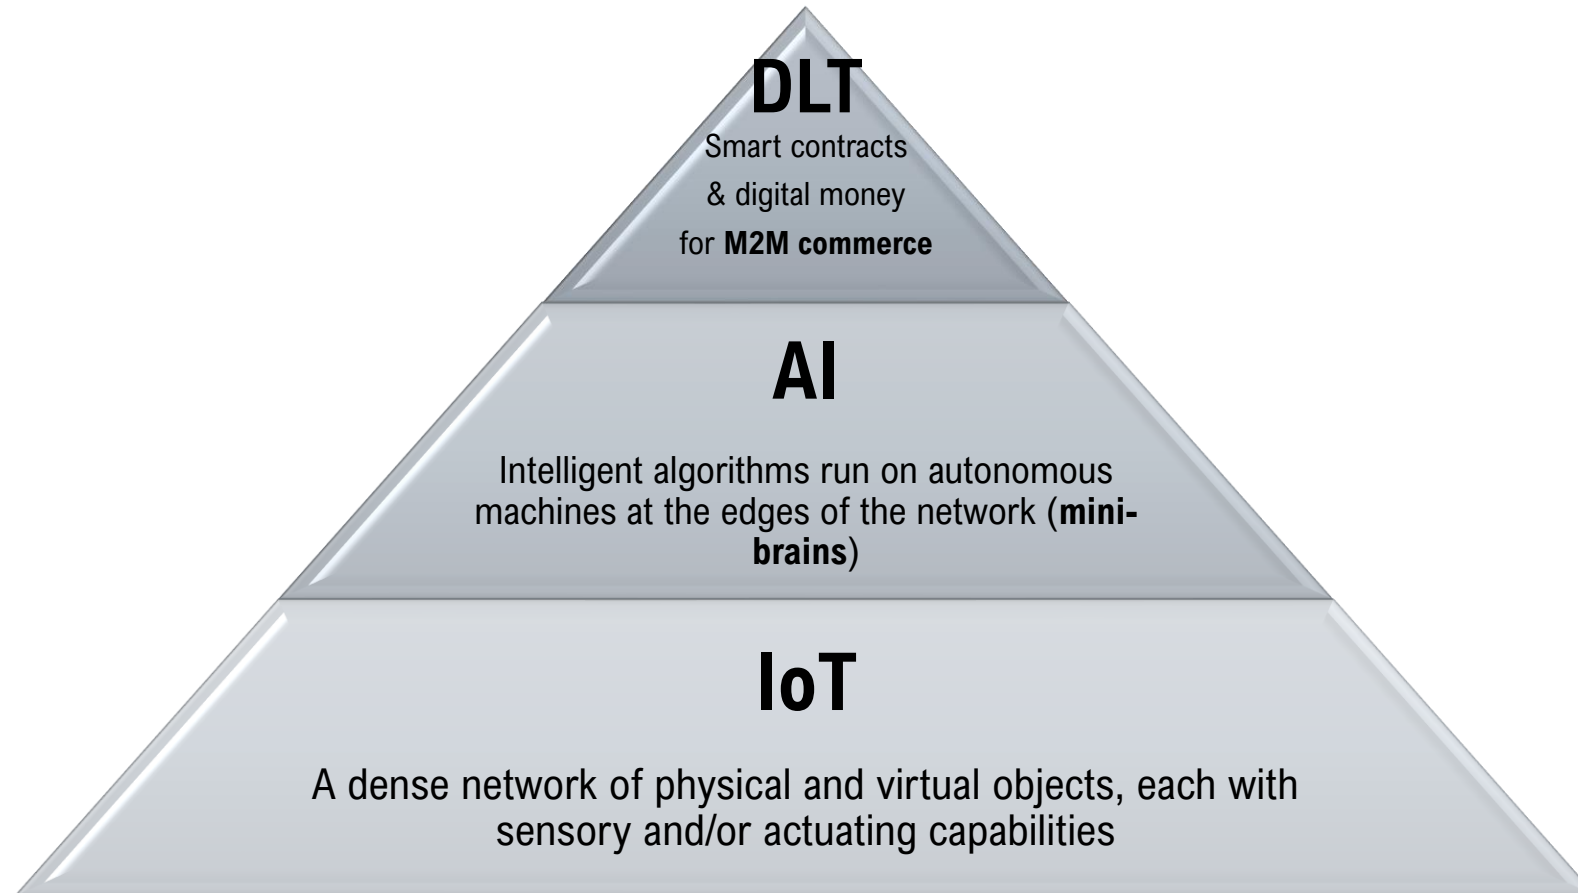 DLT
Smart contracts
& digital money
for M2M commerce
AI
Intelligent algorithms run on autonomous
machines at the edges of the network (mini-
brains)
IoT
A dense network of physical and virtual objects, each with
sensory and/or actuating capabilities